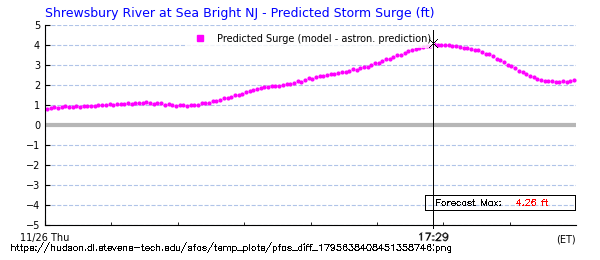 Shrewsbury River at Sea Bright NJ - Predicted Storm Surge (ft)
5
Predicted Surge (model - astron. prediction)
4
3
2
1
0
−1
−2
−3
−4
Forecast Max: 4.26 ft
−5
11/26 Thu
17:29
(ET)
https://hudson.dl.stevens-tech.edu/sfas/temp_plots/pfas_diff_1795638408451358746.png